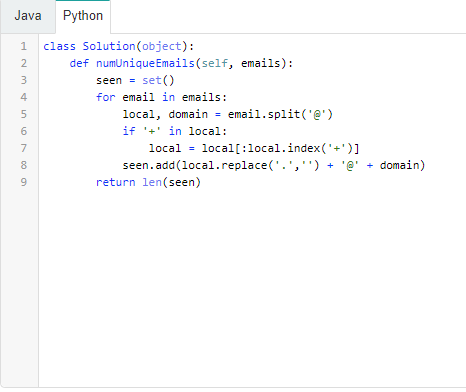 Java Python
1 class Solution(object):
2     def numUniqueEmails(self, emails):
3         seen = set()
4         for email in emails:
5             local, domain = email.split('@')
6             if '+' in local:
7                 local = local[:local.index('+')]
8             seen.add(local.replace('.','') + '@' + domain)
9         return len(seen)